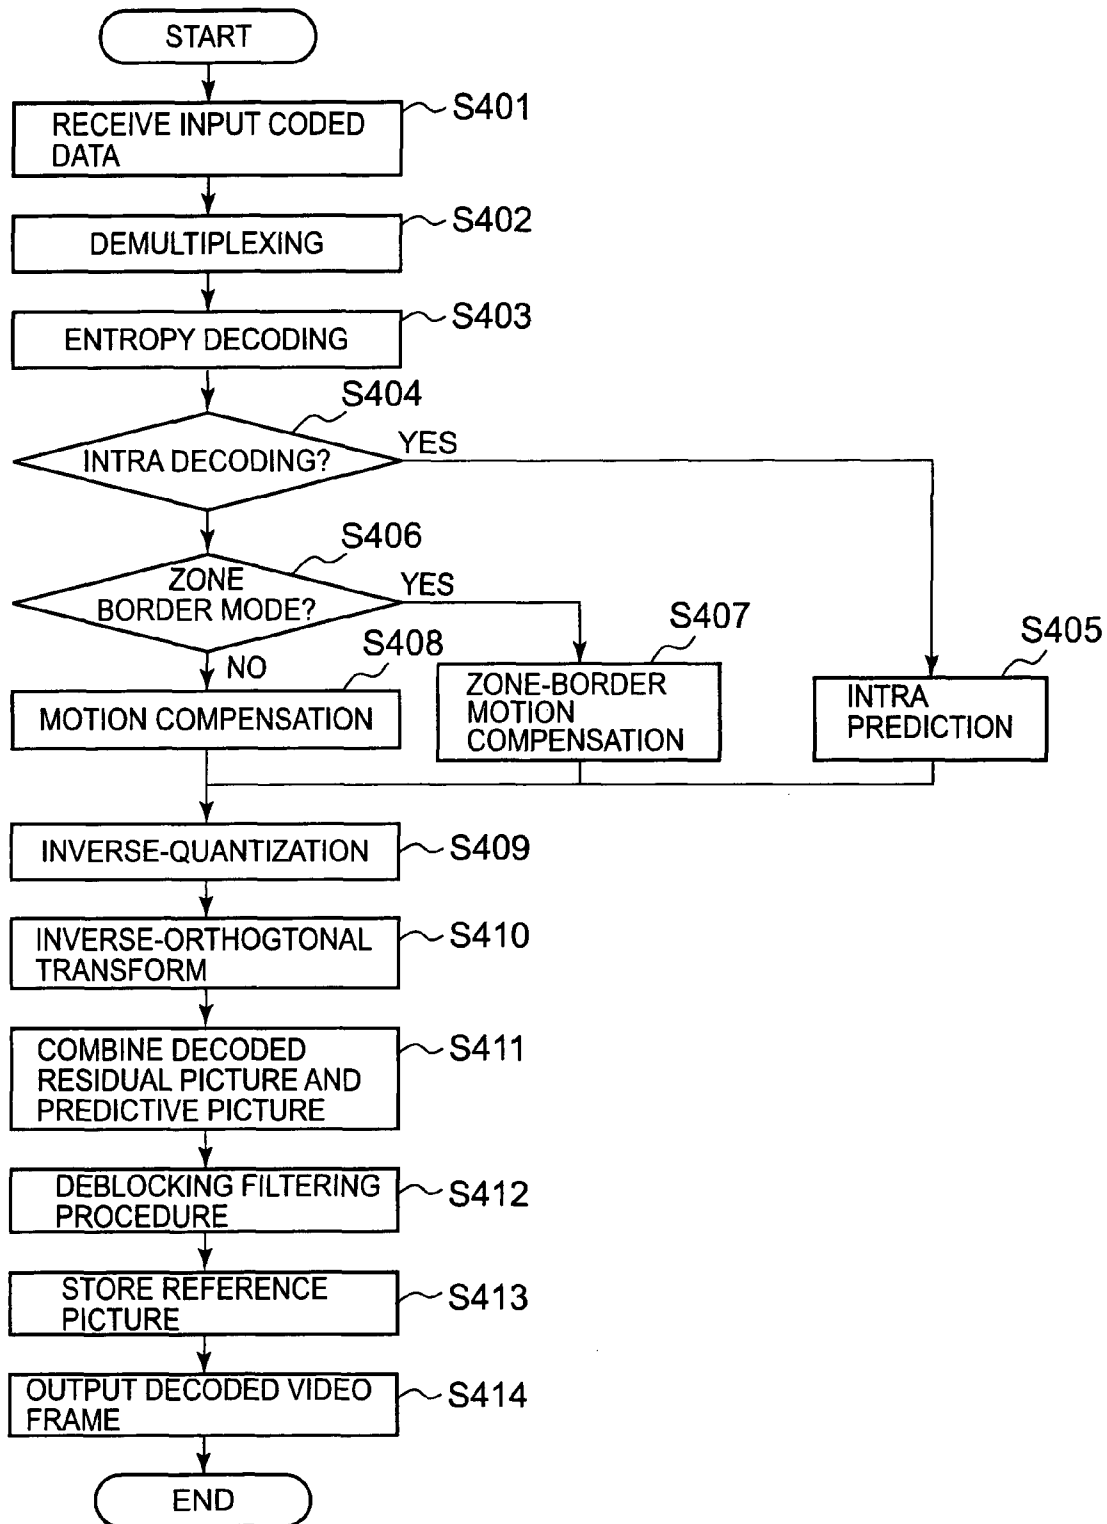 START
RECEIVE INPUT CODED
DATA
S401
DEMULTIPLEXING
S402
ENTROPY DECODING
S403
S404
INTRA DECODING?
YES
S406
ZONE
BORDER MODE?
YES
NO
S408
MOTION COMPENSATION
S407
ZONE-BORDER
MOTION
COMPENSATION
S405
INTRA
PREDICTION
INVERSE-QUANTIZATION
S409
INVERSE-ORTHOGTONAL
TRANSFORM
S410
COMBINE DECODED
RESIDUAL PICTURE AND
PREDICTIVE PICTURE
S411
DEBLOCKING FILTERING
PROCEDURE
S412
STORE REFERENCE
PICTURE
S413
OUTPUT DECODED VIDEO
FRAME
S414
END